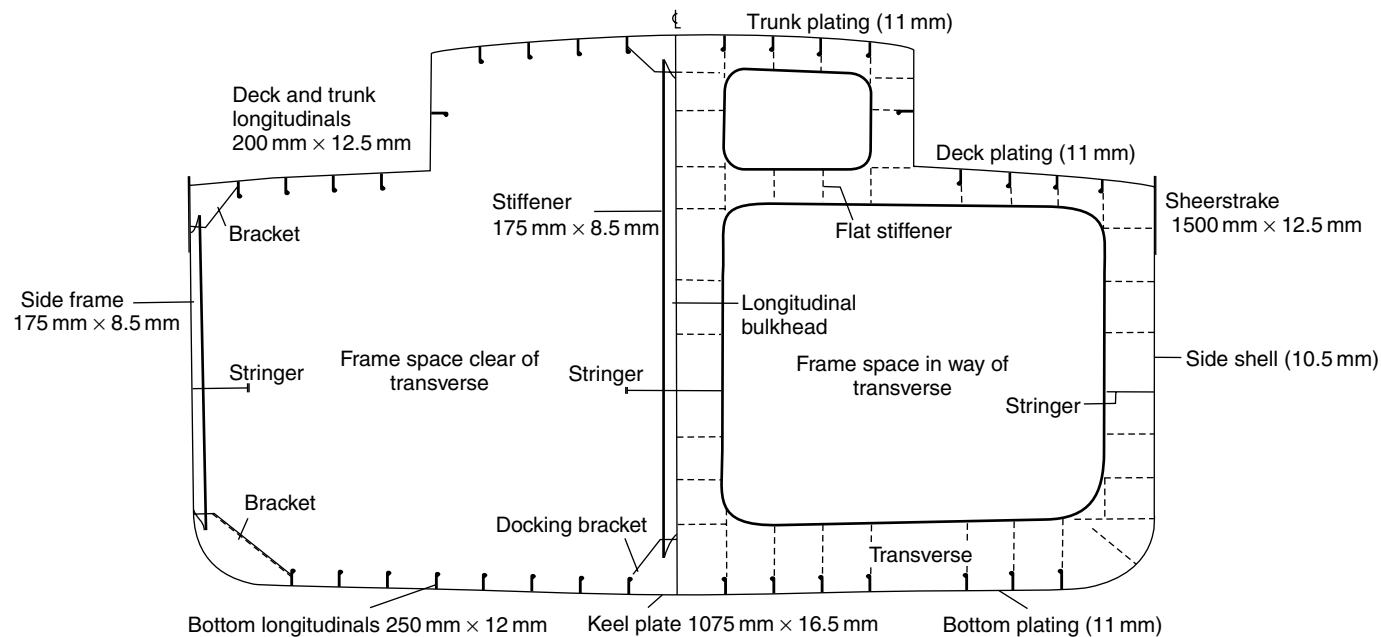 ℄
Trunk plating (11 mm)
Deck and trunk
longitudinals
200 mm × 12.5 mm
Deck plating (11 mm)
Stiffener
175 mm × 8.5 mm
Sheerstrake
1500 mm × 12.5 mm
Bracket
Flat stiffener
Side frame
175 mm × 8.5 mm
Longitudinal
bulkhead
Frame space clear of
transverse
Frame space in way of
transverse
Side shell (10.5 mm)
Stringer
Stringer
Stringer
Bracket
Docking bracket
Transverse
Bottom longitudinals 250 mm × 12 mm
Keel plate 1075 mm × 16.5 mm
Bottom plating (11 mm)